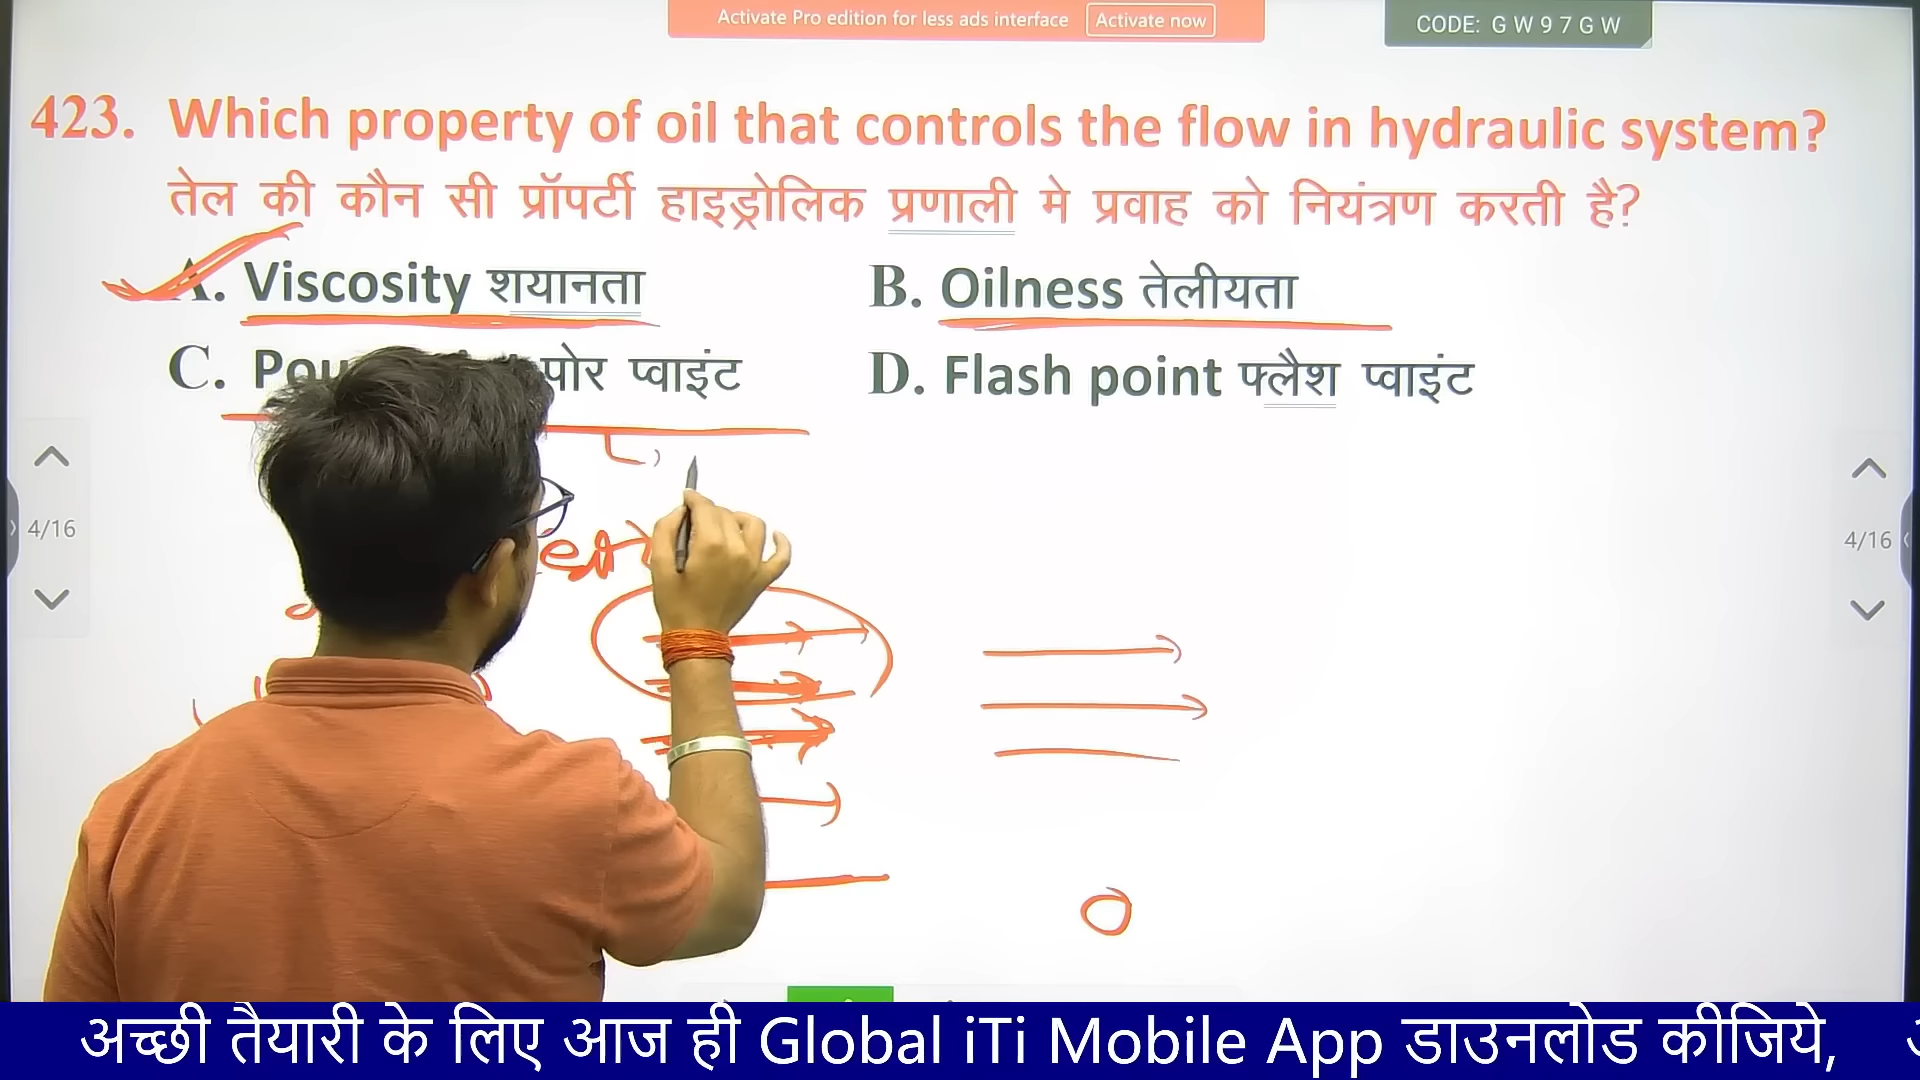 Activate Pro edition for less ads interface Activate now
CODE: G W 9 7 G W
423. Which property of oil that controls the flow in hydraulic system?
तेल की कौन सी प्रॉपर्टी हाइड्रोलिक प्रणाली मे प्रवाह को नियंत्रण करती है?
A. Viscosity शयानता
B. Oilness तेलीयता
C. पोर प्वाइंट
D. Flash point फ्लैश प्वाइंट
4/16
4/16
अच्छी तैयारी के लिए आज ही Global iTi Mobile App डाउनलोड कीजिये,